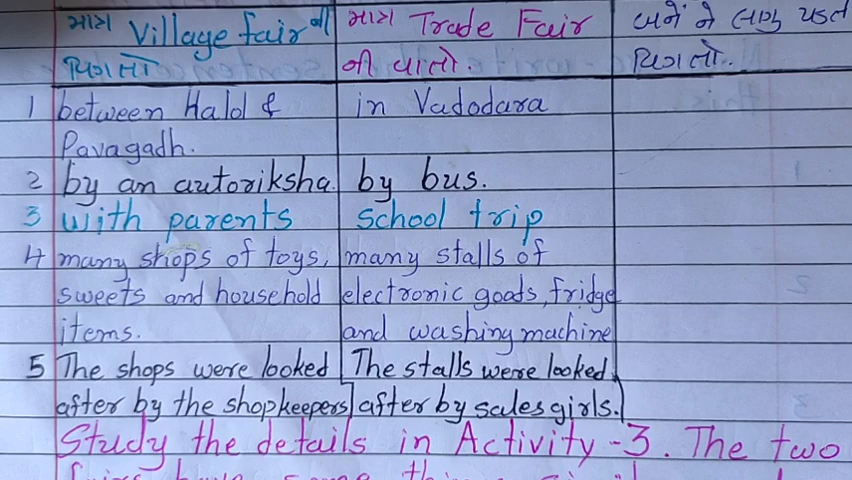 માત્ર Village fair ની માત્ર Trade Fair બંને ને લાગુ પડત
વિગતો ની વાતો. વિગતો..
1 between Halol & in Vadodara
Pavagadh.
2 by an autoriksha. by bus.
3 with parents School trip
4 many shops of toys, many stalls of
sweets and household electronic goods, fridge
items. and washing machine
5 The shops were looked The stalls were looked
after by the shopkeepers after by sales girls.
Study the details in Activity-3. The two